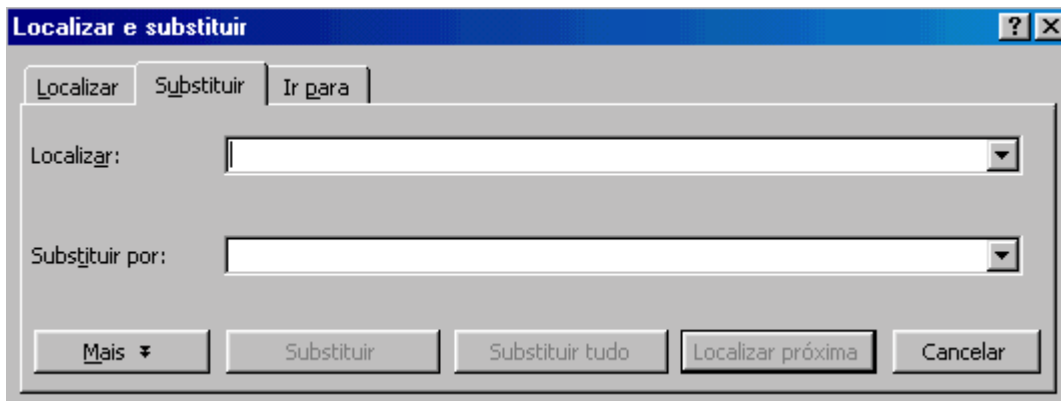 Localizar e substituir
Localizar Substituir Ir para
Localizar:
Substituir por:
Mais Substituir Substituir tudo Localizar próxima Cancelar